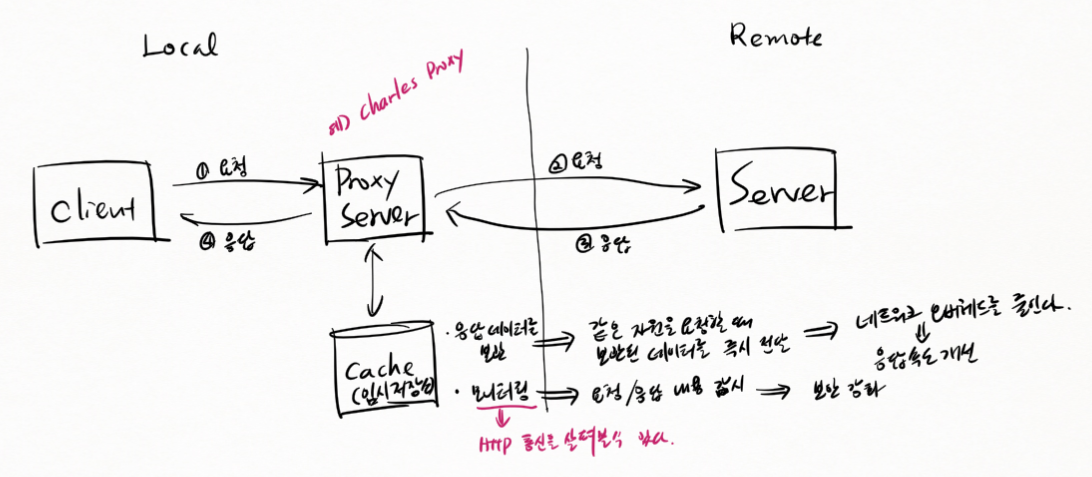 Local
Remote
예) Charles Proxy
① 요청
② 요청
Client
Proxy
Server
Server
④ 응답
③ 응답
Cache
(임시저장소)
· 응답 데이터를
보관
같은 자원을 요청할 때
보관된 데이터를 즉시 전달
네트워크 오버헤드를 줄인다.
응답속도 개선
· 모니터링
요청/응답 내용 감시
보안 강화
HTTP 통신을 살펴볼 수 있다.